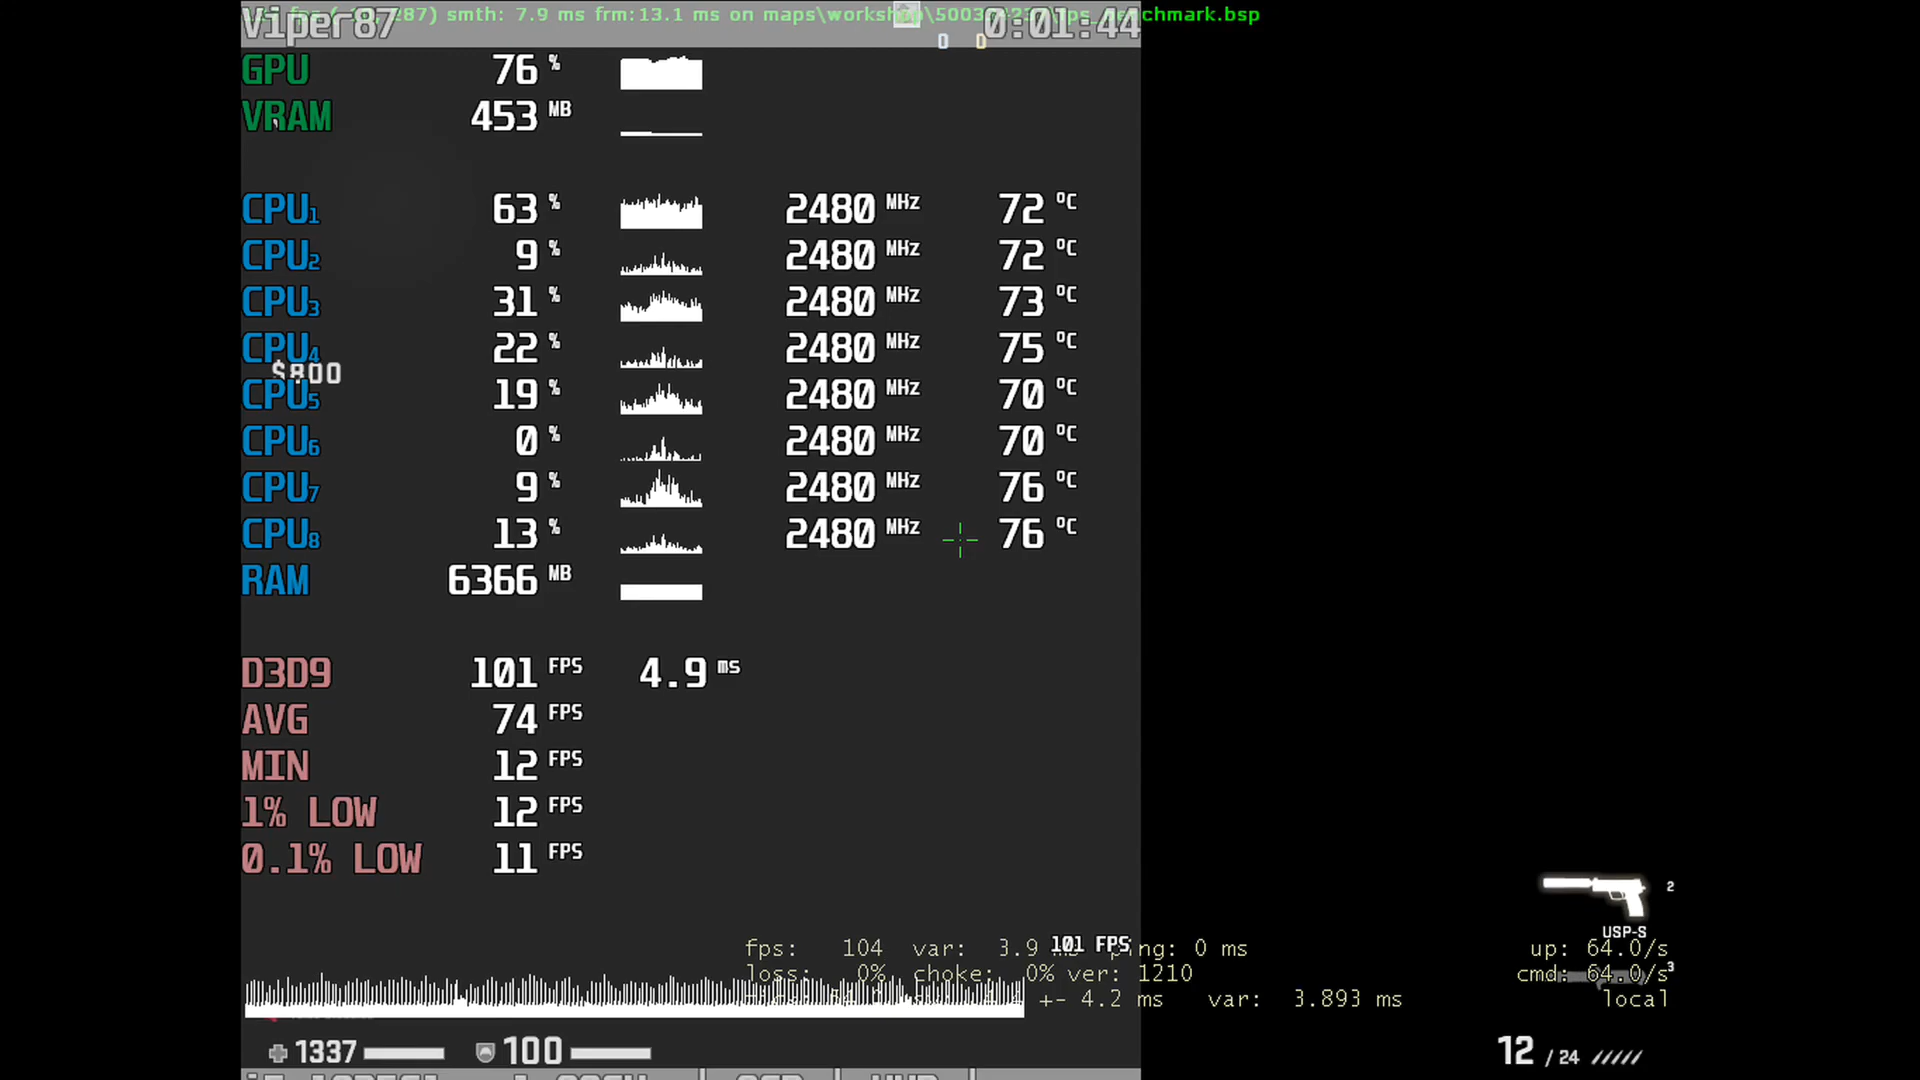 Viper87 287) smth: 7.9 ms frm:13.1 ms on maps\workshop\ 0:01:44 chmark.bsp
0 0
GPU 76 %
VRAM 453 MB
CPU1 63 % 2480 MHz 72 °C
CPU2 9 % 2480 MHz 72 °C
CPU3 31 % 2480 MHz 73 °C
CPU4 22 % 2480 MHz 75 °C
$800
CPU5 19 % 2480 MHz 70 °C
CPU6 0 % 2480 MHz 70 °C
CPU7 9 % 2480 MHz 76 °C
CPU8 13 % 2480 MHz 76 °C
RAM 6366 MB
D3D9 101 FPS 4.9 ms
AVG 74 FPS
MIN 12 FPS
1% LOW 12 FPS
0.1% LOW 11 FPS
2
USP-S
fps: 104 var: 3.9 101 FPS ping: 0 ms up: 64.0/s
loss: 0% choke: 0% ver: 1210 cmd: 64.0/s 3
+- 4.2 ms var: 3.893 ms local
1337 100 12 / 24